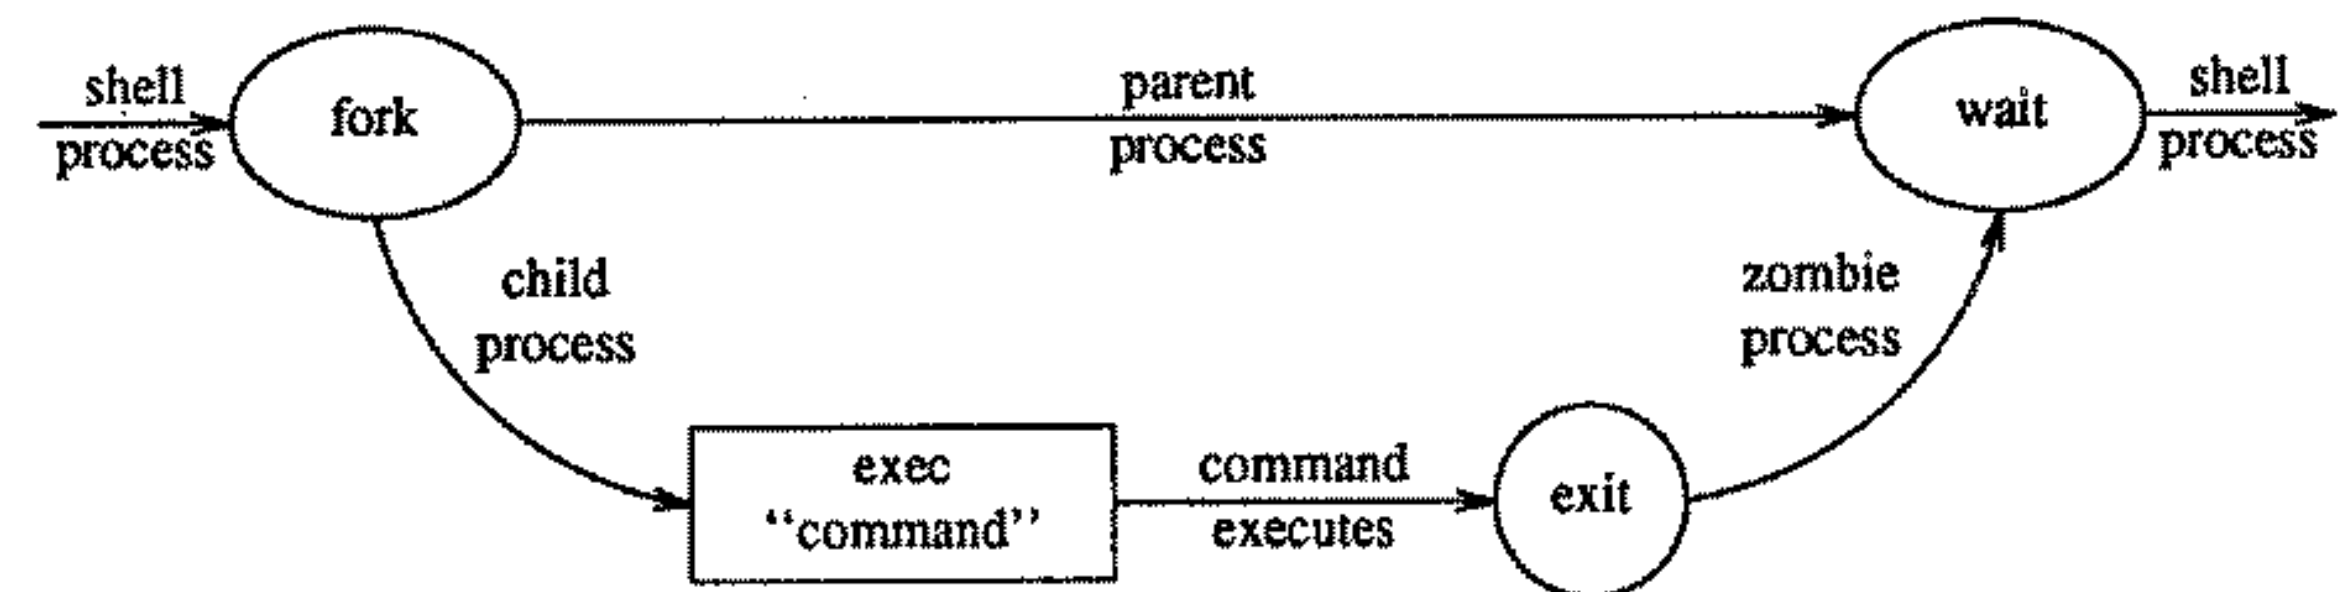 shell
process
fork
parent
process
wait
shell
process
child
process
zombie
process
exec
‘‘command’’
command
executes
exit